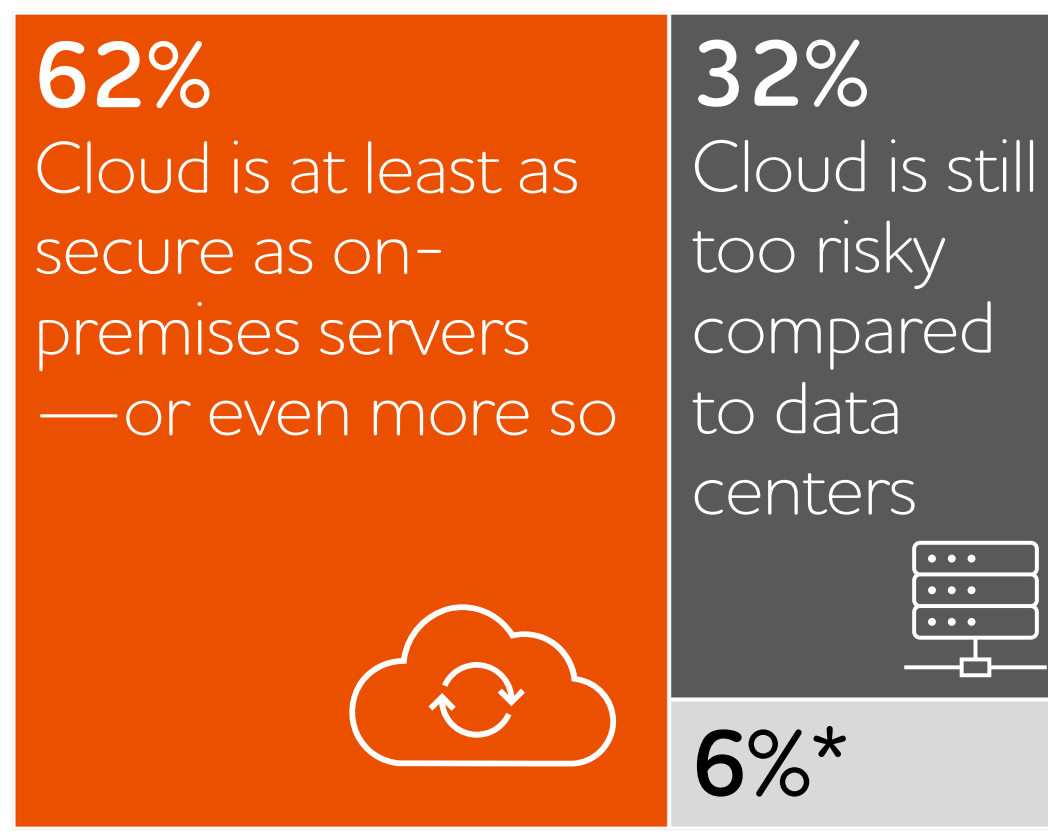 62%
Cloud is at least as
secure as on-
premises servers
—or even more so
32%
Cloud is still
too risky
compared
to data
centers
6%*